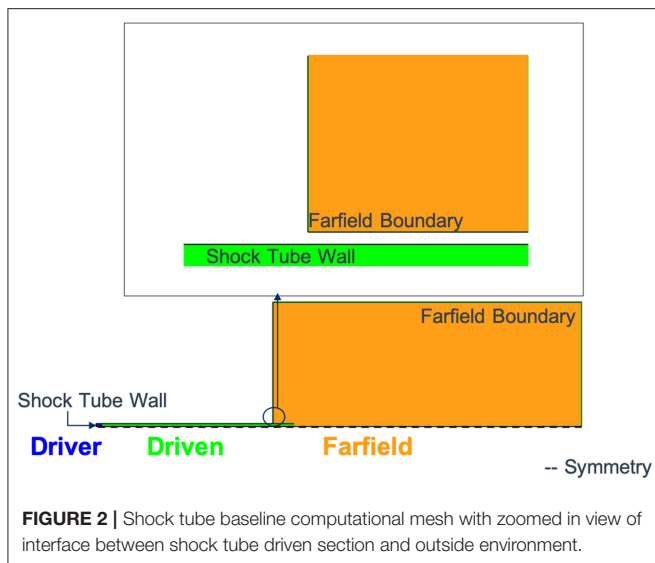 Farfield Boundary
Shock Tube Wall
Farfield Boundary
Shock Tube Wall
Driver Driven Farfield
-- Symmetry
FIGURE 2 | Shock tube baseline computational mesh with zoomed in view of
interface between shock tube driven section and outside environment.